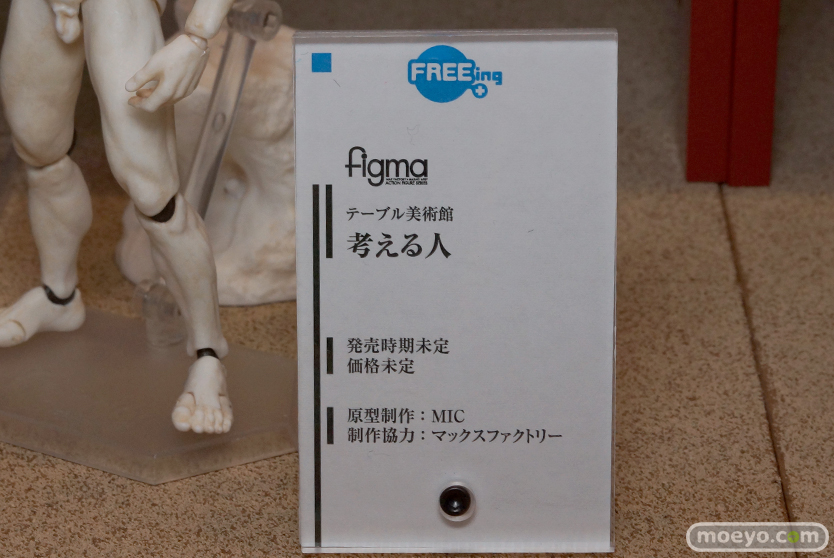 FREEing
figma
テーブル美術館
考える人
発売時期未定
価格未定
原型制作：MIC
制作協力：マックスファクトリー
moeyo.com